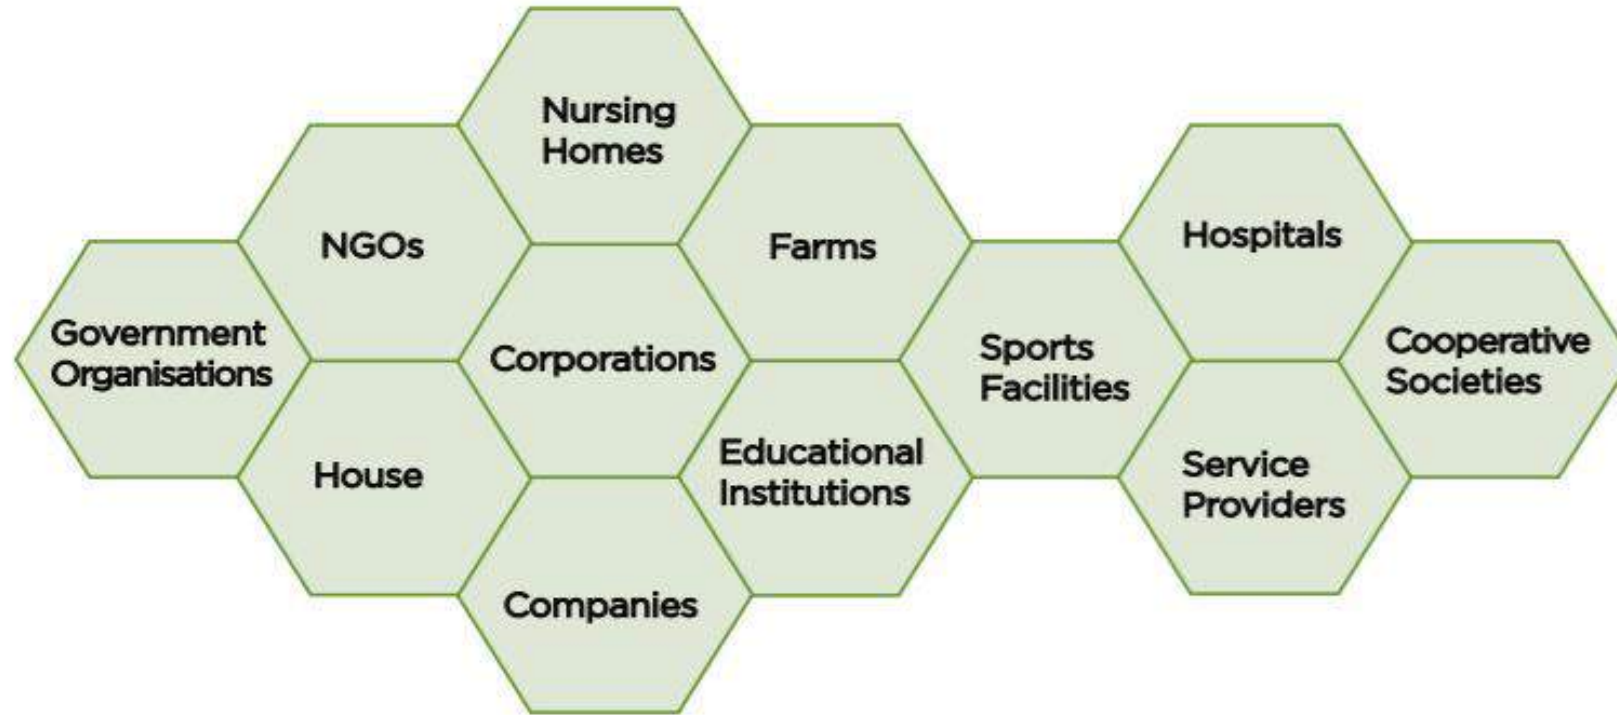 Nursing
Homes
NGOs
Farms
Hospitals
Government
Organisations
Corporations
Sports
Facilities
Cooperative
Societies
House
Educational
Institutions
Service
Providers
Companies